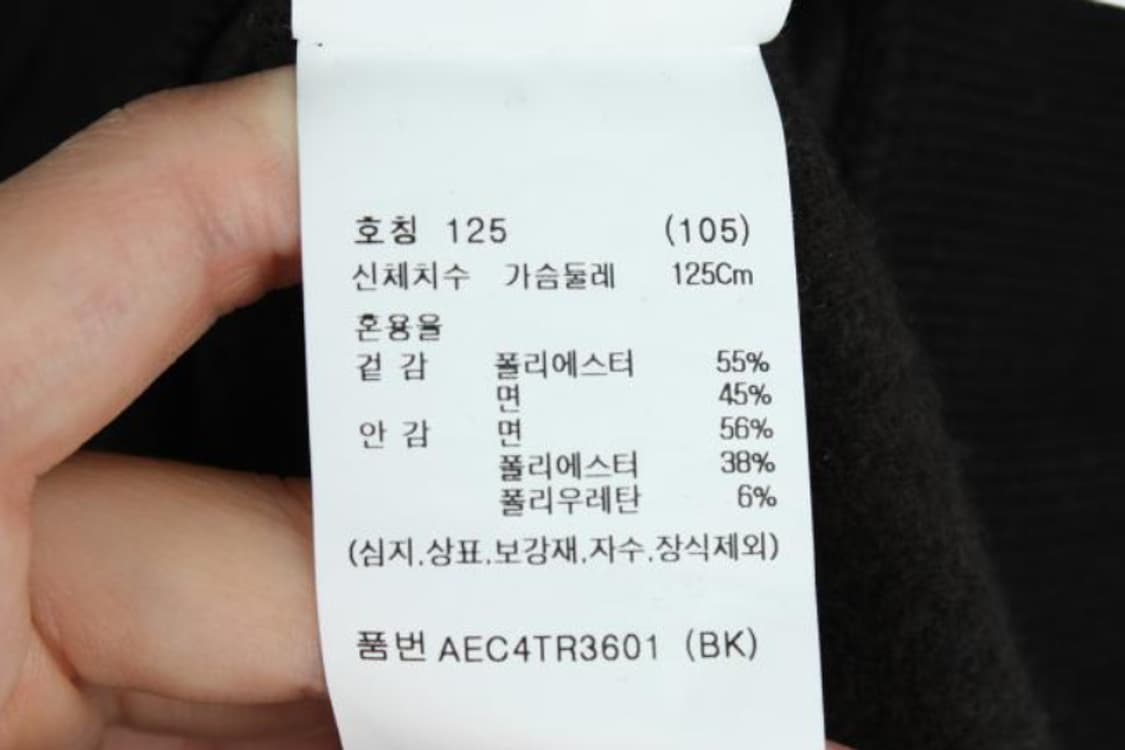 호칭 125 (105)
신체치수 가슴둘레 125Cm
혼용율
겉 감 폴리에스터 55%
면 45%
안 감 면 56%
폴리에스터 38%
폴리우레탄 6%
(심지.상표.보강재.자수.장식제외)
품번 AEC4TR3601 (BK)